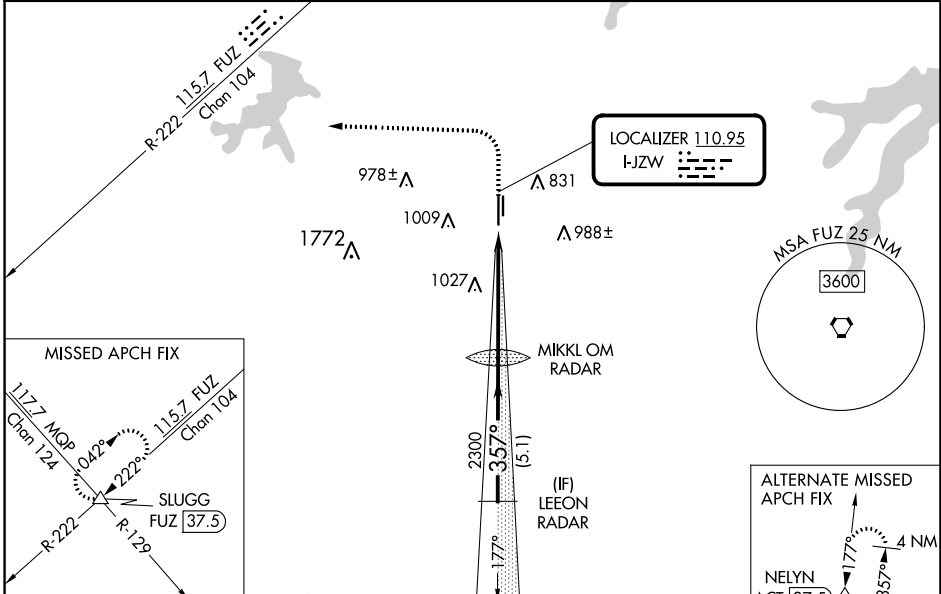 115.7 FUZ
Chan 104
R-222
LOCALIZER 110.95
I-JZW
978±
831
1009
988±
1772
1027
MSA FUZ 25 NM
3600
MIKKL OM
RADAR
2300
357°
(5.1)
(IF)
LEEON
RADAR
177°
MISSED APCH FIX
117.7 MQP
Chan 124
115.7 FUZ
Chan 104
042°
222°
SLUGG
FUZ 37.5
R-222
R-129
ALTERNATE MISSED
APCH FIX
4 NM
177°
357°
NELYN